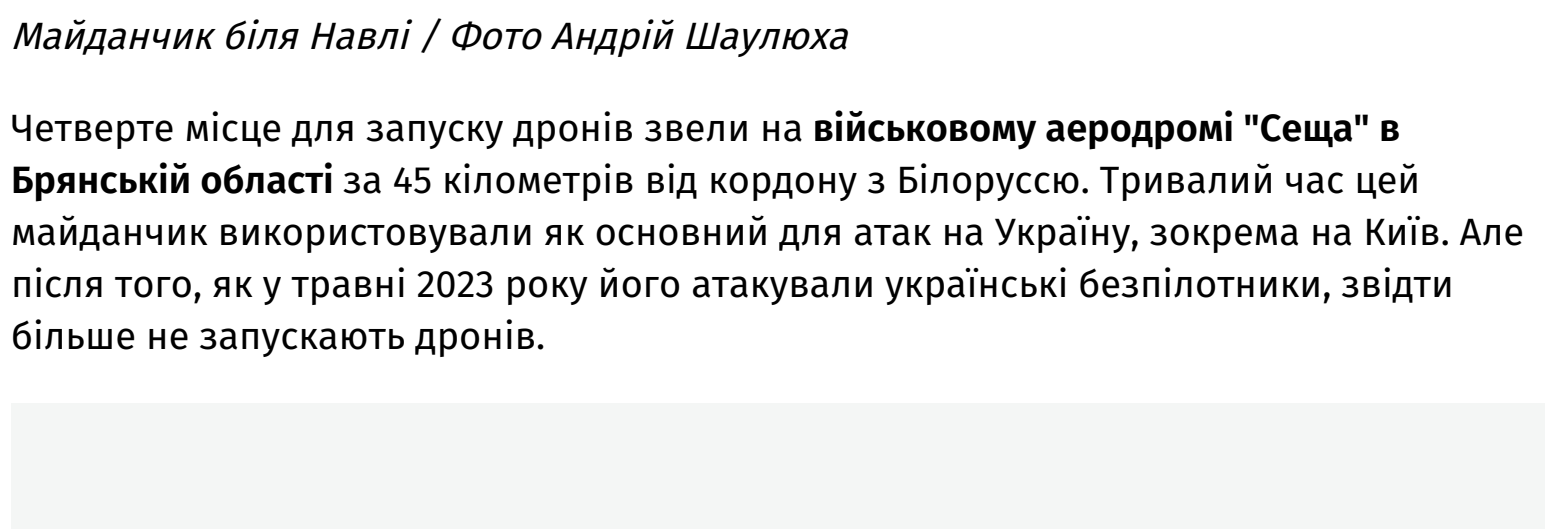 Майданчик біля Навлі / Фото Андрій Шаулюха
Четверте місце для запуску дронів звели на військовому аеродромі "Сеща" в
Брянській області за 45 кілометрів від кордону з Білоруссю. Тривалий час цей
майданчик використовували як основний для атак на Україну, зокрема на Київ. Але
після того, як у травні 2023 року його атакували українські безпілотники, звідти
більше не запускають дронів.